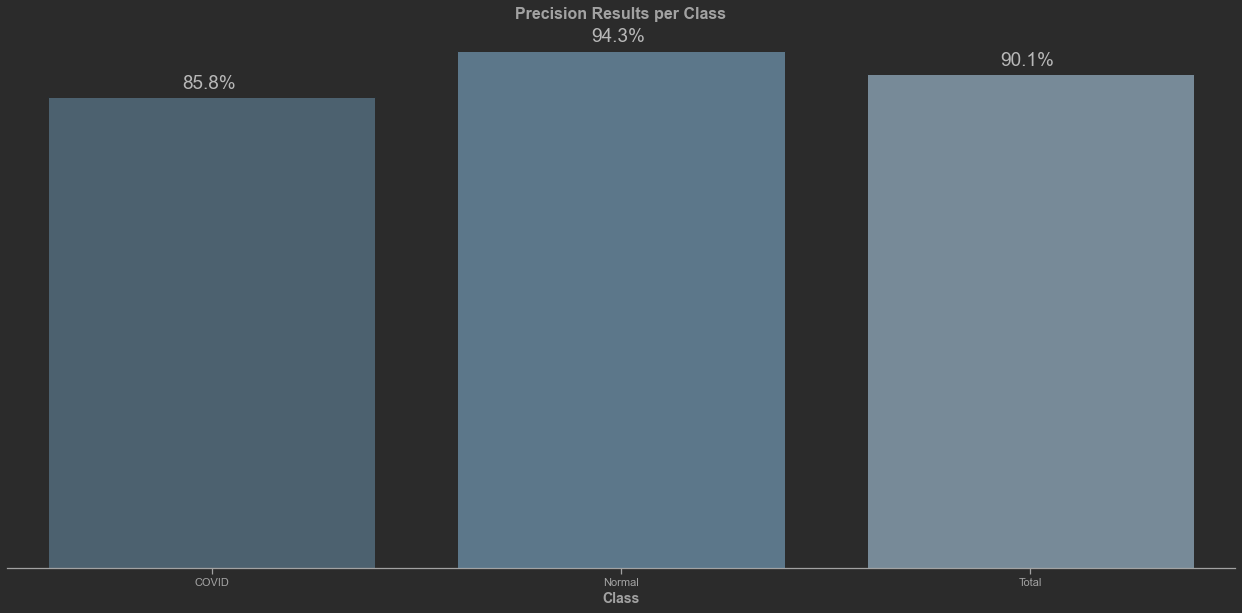 Precision Results per Class
94.3%
90.1%
85.8%
COVID
Normal
Total
Class